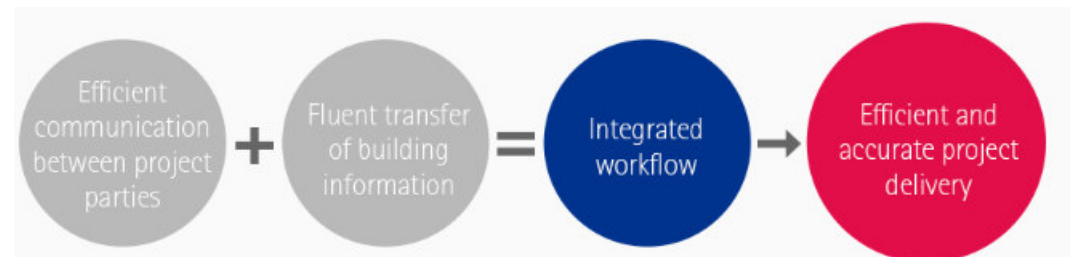 Efficient
communication
between project
parties
+
Fluent transfer
of building
information
=
Integrated
workflow
→
Efficient and
accurate project
delivery